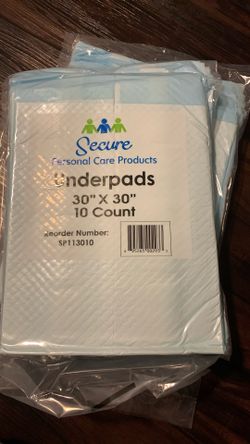 Secure
Personal Care Products
Underpads
30" X 30"
10 Count
Reorder Number:
SP113010